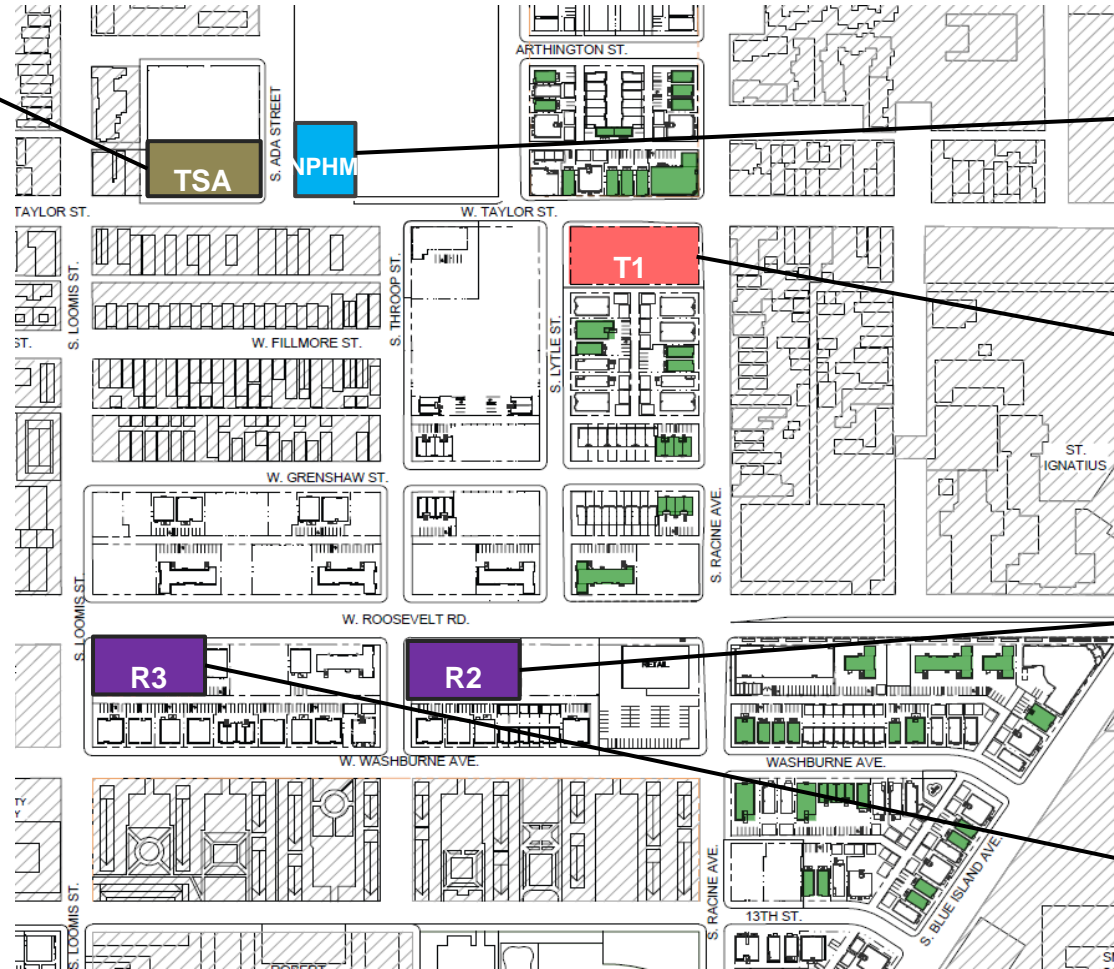 ARTHINGTON ST.
S. ADA STREET
NPHM
TSA
TAYLOR ST.
W. TAYLOR ST.
T1
S. LOOMIS ST.
S. THROOP ST.
S. LYTLE ST.
ST.
W. FILLMORE ST.
ST.
IGNATIUS
W. GRENSHAW ST.
S. RACINE AVE.
S. LOOMIS ST.
W. ROOSEVELT RD.
R3
R2
RETAIL
W. WASHBURNE AVE.
WASHBURNE AVE.
TY
Y
S. RACINE AVE.
S. BLUE ISLAND AVE.
S. LOOMIS ST.
13TH ST.